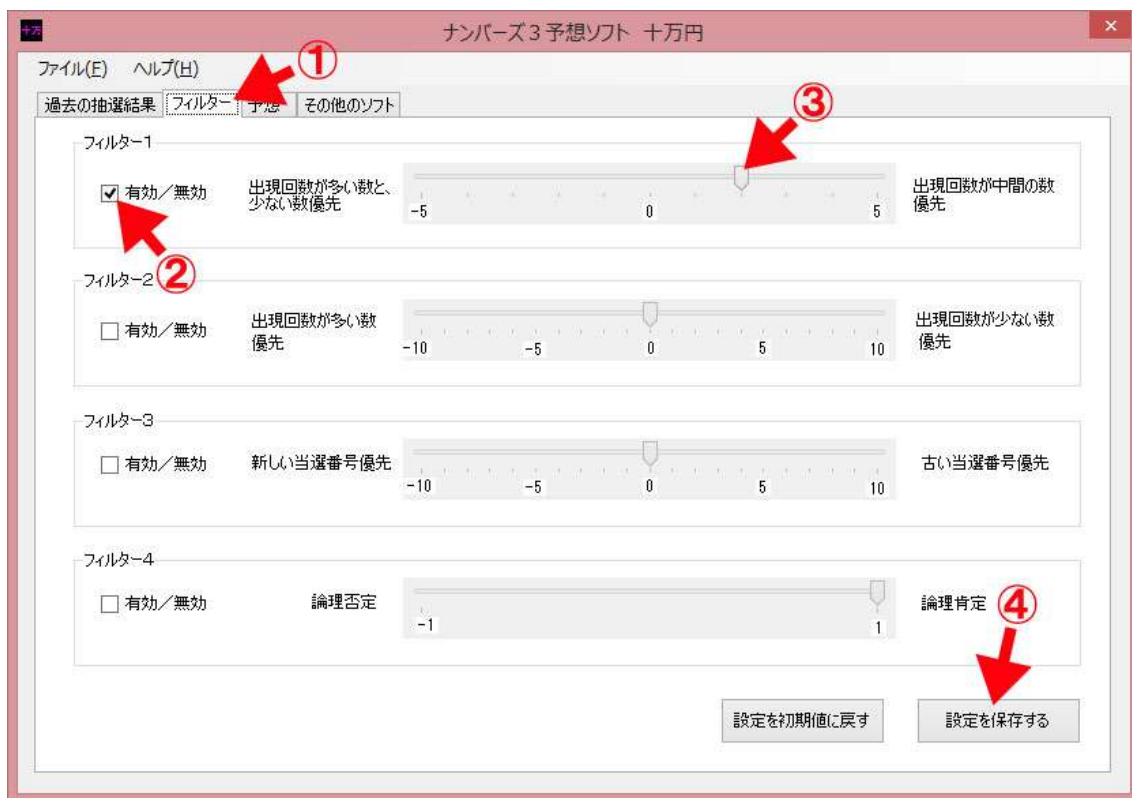 十万
ナンバーズ3予想ソフト 十万円
×
ファイル(F) ヘルプ(H)
①
過去の抽選結果 フィルター 予想 その他のソフト
③
フィルター1
有効/無効
出現回数が多い数と、
少ない数優先
-5 0 5
出現回数が中間の数
優先
②
フィルター2
有効/無効
出現回数が多い数
優先
-10 -5 0 5 10
出現回数が少ない数
優先
フィルター3
有効/無効
新しい当選番号優先
-10 -5 0 5 10
古い当選番号優先
フィルター4
有効/無効
論理否定
-1 1
論理肯定
④
設定を初期値に戻す 設定を保存する